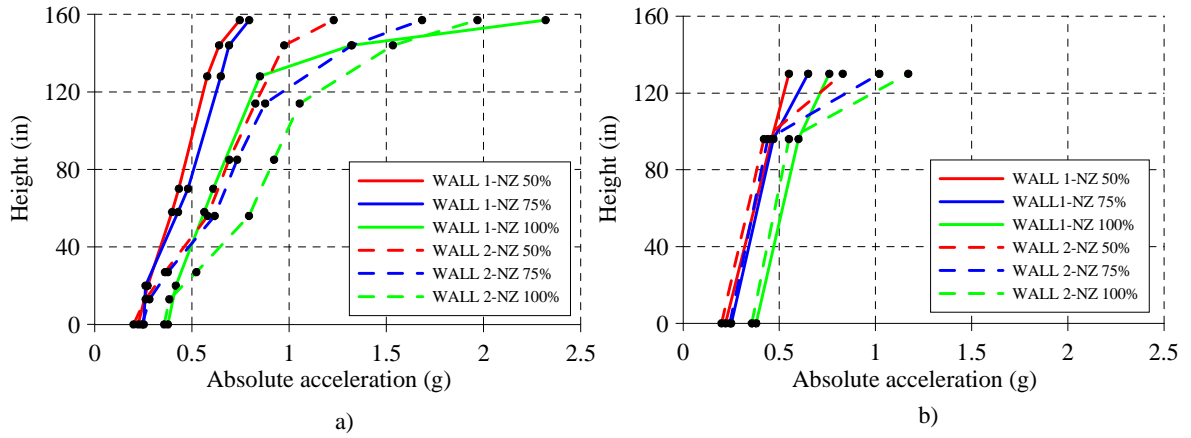 160
120
80
40
0
Height (in)
WALL 1-NZ 50%
WALL 1-NZ 75%
WALL 1-NZ 100%
WALL 2-NZ 50%
WALL 2-NZ 75%
WALL 2-NZ 100%
0 0.5 1 1.5 2 2.5
Absolute acceleration (g)
a)
160
120
80
40
0
Height (in)
WALL 1-NZ 50%
WALL1-NZ 75%
WALL1-NZ 100%
WALL 2-NZ 50%
WALL 2-NZ 75%
WALL 2-NZ 100%
0 0.5 1 1.5 2 2.5
Absolute acceleration (g)
b)